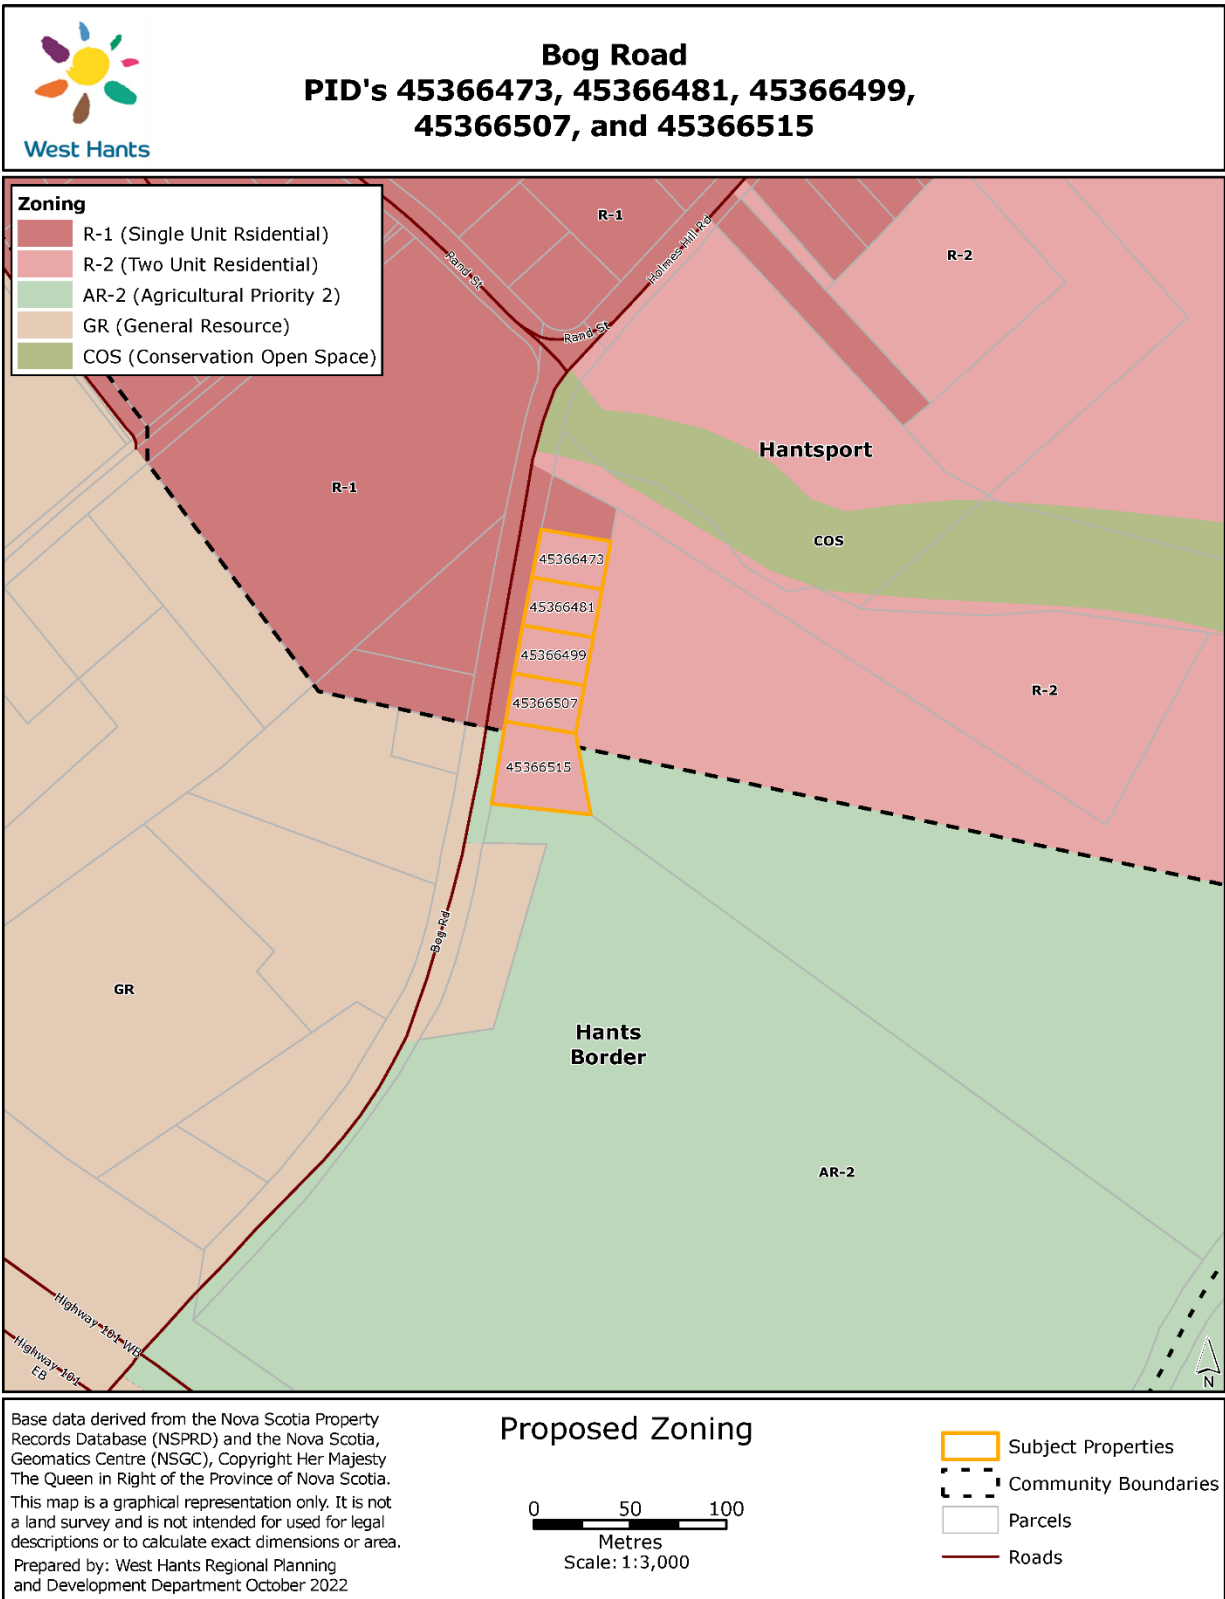 West Hants
Bog Road
PID's 45366473, 45366481, 45366499,
45366507, and 45366515
Zoning
R-1 (Single Unit Rsidential)
R-2 (Two Unit Residential)
AR-2 (Agricultural Priority 2)
GR (General Resource)
COS (Conservation Open Space)
R-1
Holmes Hill Rd
R-2
Rand St
Rand St
Hantsport
R-1
COS
45366473
45366481
45366499
R-2
45366507
45366515
Bog Rd
GR
Hants
Border
AR-2
Highway 101 WB
Highway 101
EB
N
Base data derived from the Nova Scotia Property
Records Database (NSPRD) and the Nova Scotia,
Geomatics Centre (NSGC), Copyright Her Majesty
The Queen in Right of the Province of Nova Scotia.
This map is a graphical representation only. It is not
a land survey and is not intended for used for legal
descriptions or to calculate exact dimensions or area.
Prepared by: West Hants Regional Planning
and Development Department October 2022
Proposed Zoning
0 50 100
Metres
Scale: 1:3,000
Subject Properties
Community Boundaries
Parcels
Roads